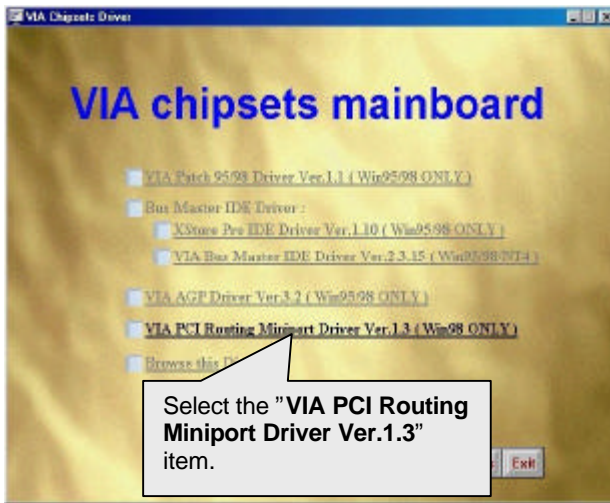 VIA Chipsets Driver
VIA chipsets mainboard
VIA Patch 95/98 Driver Ver.1.1 ( Win95/98 ONLY )
Bus Master IDE Driver :
XStore Pro IDE Driver Ver.1.10 ( Win95/98 ONLY )
VIA Bus Master IDE Driver Ver.2.3.15 ( Win95/98/NT4 )
VIA AGP Driver Ver.3.2 ( Win95/98 ONLY )
VIA PCI Routing Miniport Driver Ver.1.3 ( Win98 ONLY )
Browse this
Select the "VIA PCI Routing
Miniport Driver Ver.1.3"
item.
Exit